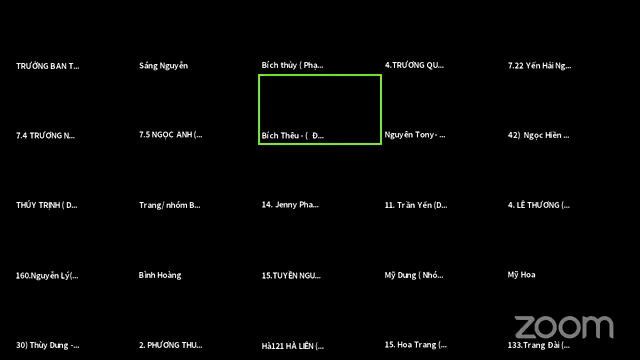 TRƯỞNG BAN T...
Sáng Nguyễn
Bích thủy ( Phạ...
4.TRƯƠNG QU...
7.22 Yến Hải Ng...
7.4 TRƯƠNG N...
7.5 NGỌC ANH (...
Bích Thêu - ( Đ...
Nguyên Tony- ...
42) Ngọc Hiền ...
THÚY TRỊNH ( D...
Trang/ nhóm B...
14. Jenny Pha...
11. Trần Yến (D...
4. LÊ THƯƠNG (...
160.Nguyễn Lý(...
Bình Hoàng
15.TUYỀN NGU...
Mỹ Dung ( Nhó...
Mỹ Hoa
30) Thùy Dung -...
2. PHƯƠNG THU...
Hà121 HÀ LIÊN (...
15. Hoa Trang (...
133.Trang Đài (...
zoom